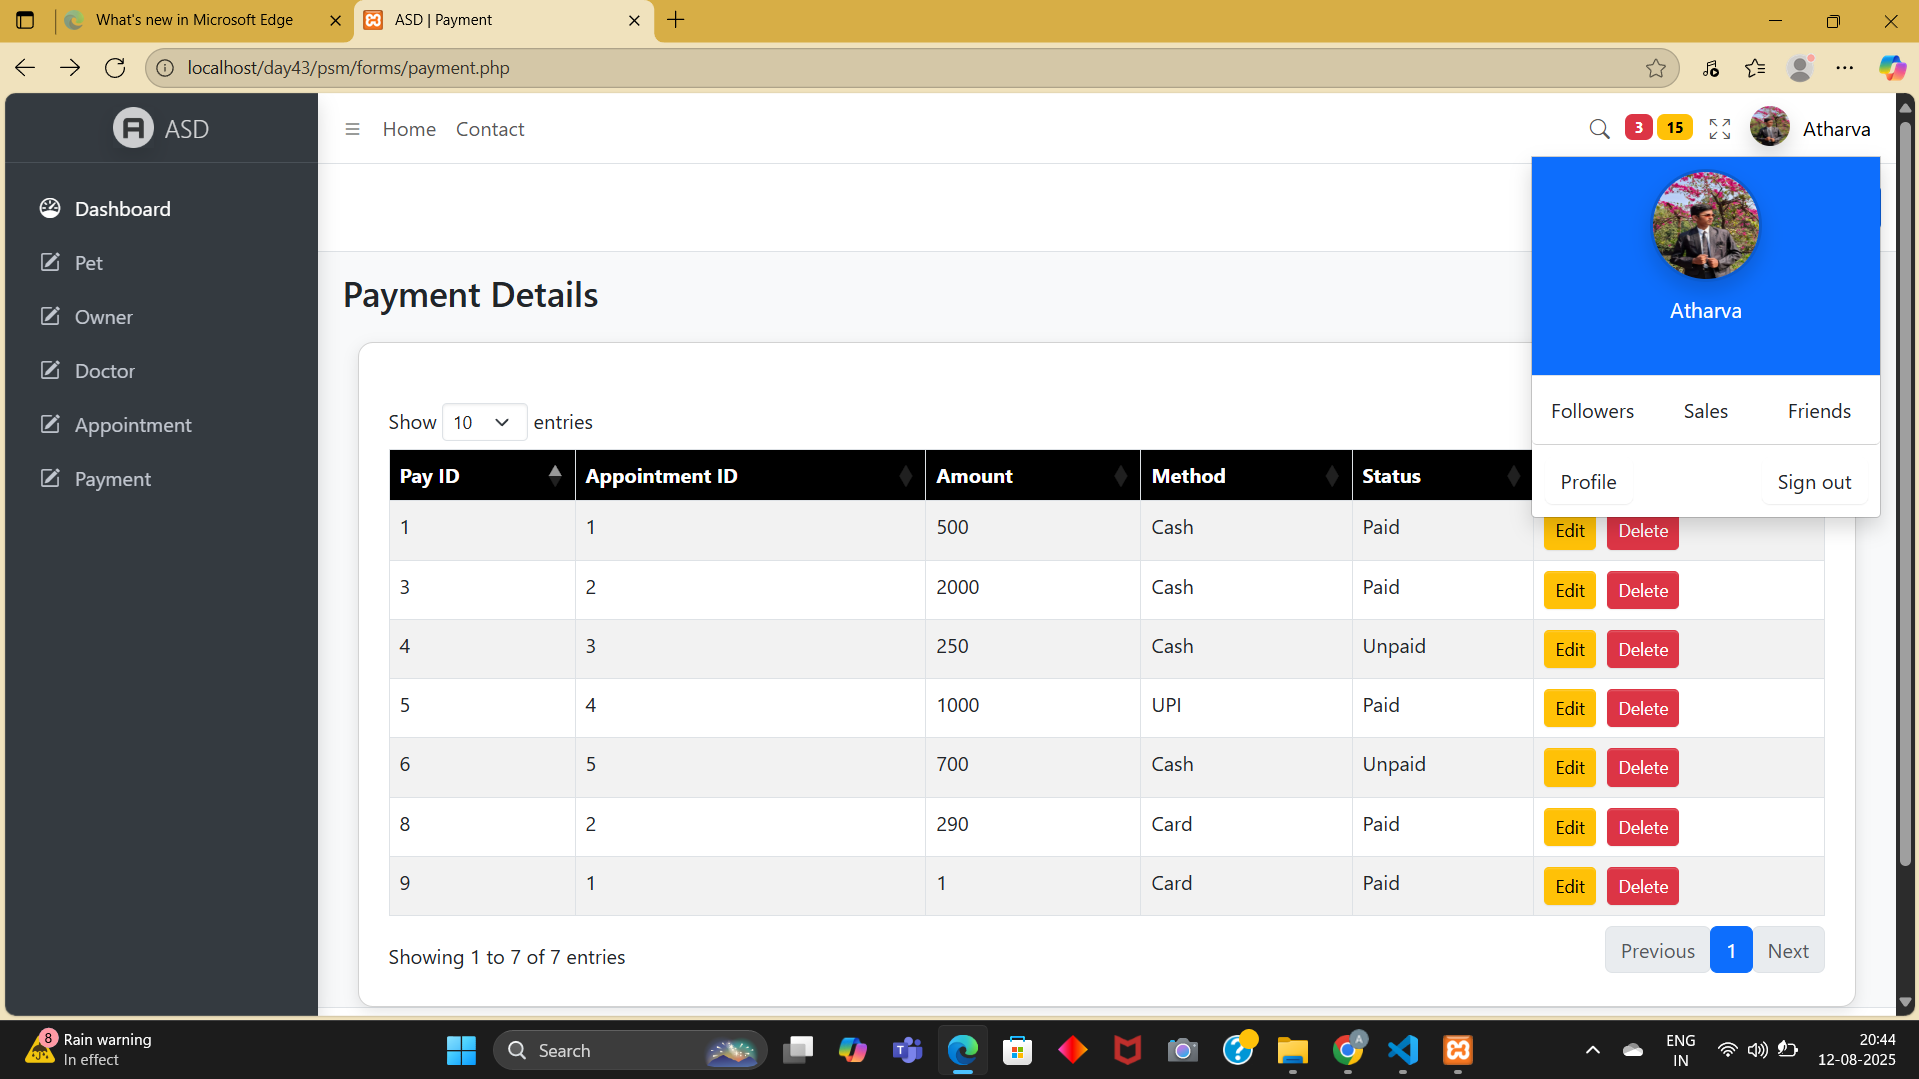 What's new in Microsoft Edge
ASD | Payment
localhost/day43/psm/forms/payment.php
ASD
Home Contact
3 15 Atharva
Dashboard
Pet
Owner
Doctor
Appointment
Payment
Atharva
Followers Sales Friends
Profile Sign out
Payment Details
Show 10 entries
Pay ID Appointment ID Amount Method Status
1 1 500 Cash Paid Edit Delete
3 2 2000 Cash Paid Edit Delete
4 3 250 Cash Unpaid Edit Delete
5 4 1000 UPI Paid Edit Delete
6 5 700 Cash Unpaid Edit Delete
8 2 290 Card Paid Edit Delete
9 1 1 Card Paid Edit Delete
Showing 1 to 7 of 7 entries
Previous 1 Next
8 Rain warning
In effect
Search
A
ENG
IN
20:44
12-08-2025